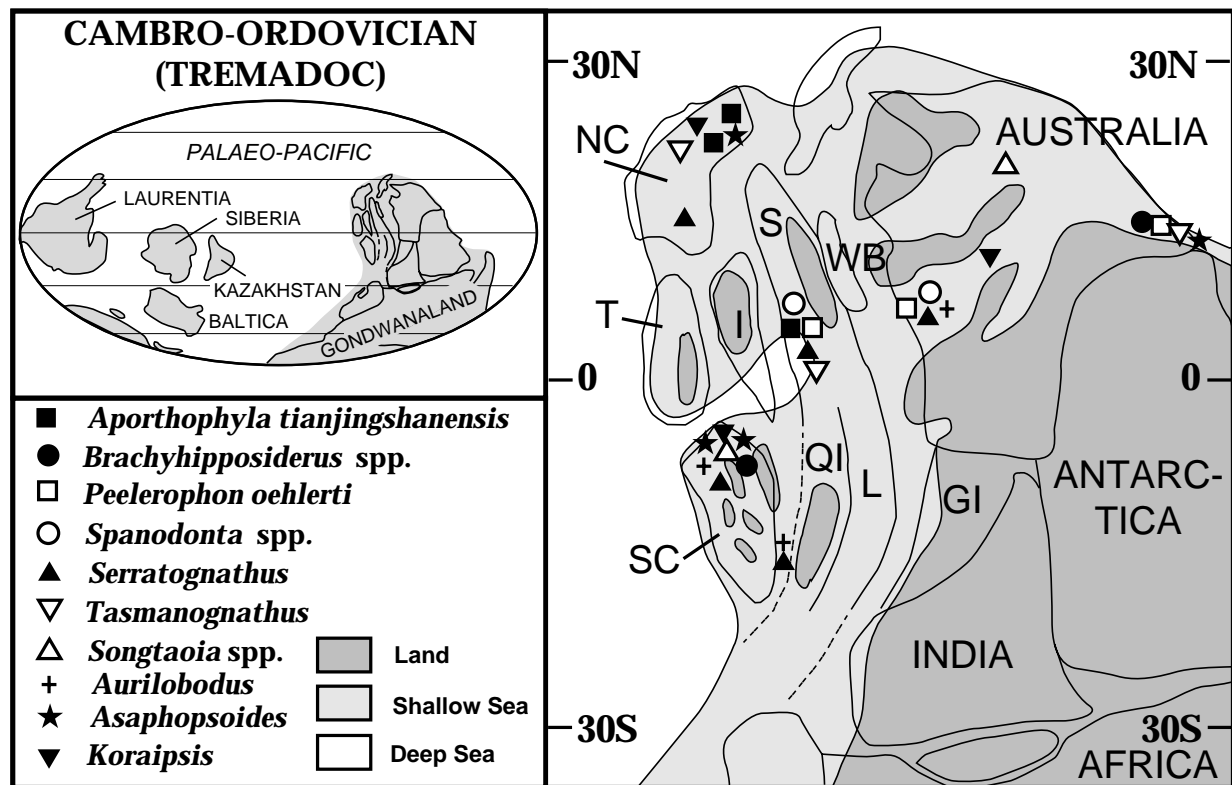 CAMBRO-ORDOVICIAN
(TREMADOC)
PALAEO-PACIFIC
LAURENTIA
SIBERIA
KAZAKHSTAN
BALTICA
GONDWANALAND
Aporthophyla tianjingshanensis
Brachyhipposiderus spp.
Peelerophon oehlerti
Spanodonta spp.
Serratognathus
Tasmanognathus
Songtaoia spp.
Aurilobodus
Asaphopsoides
Koraipsis
Land
Shallow Sea
Deep Sea
30N
30N
NC
AUSTRALIA
S
WB
T
I
0
0
QI
L
GI
ANTARC-
TICA
SC
INDIA
30S
30S
AFRICA